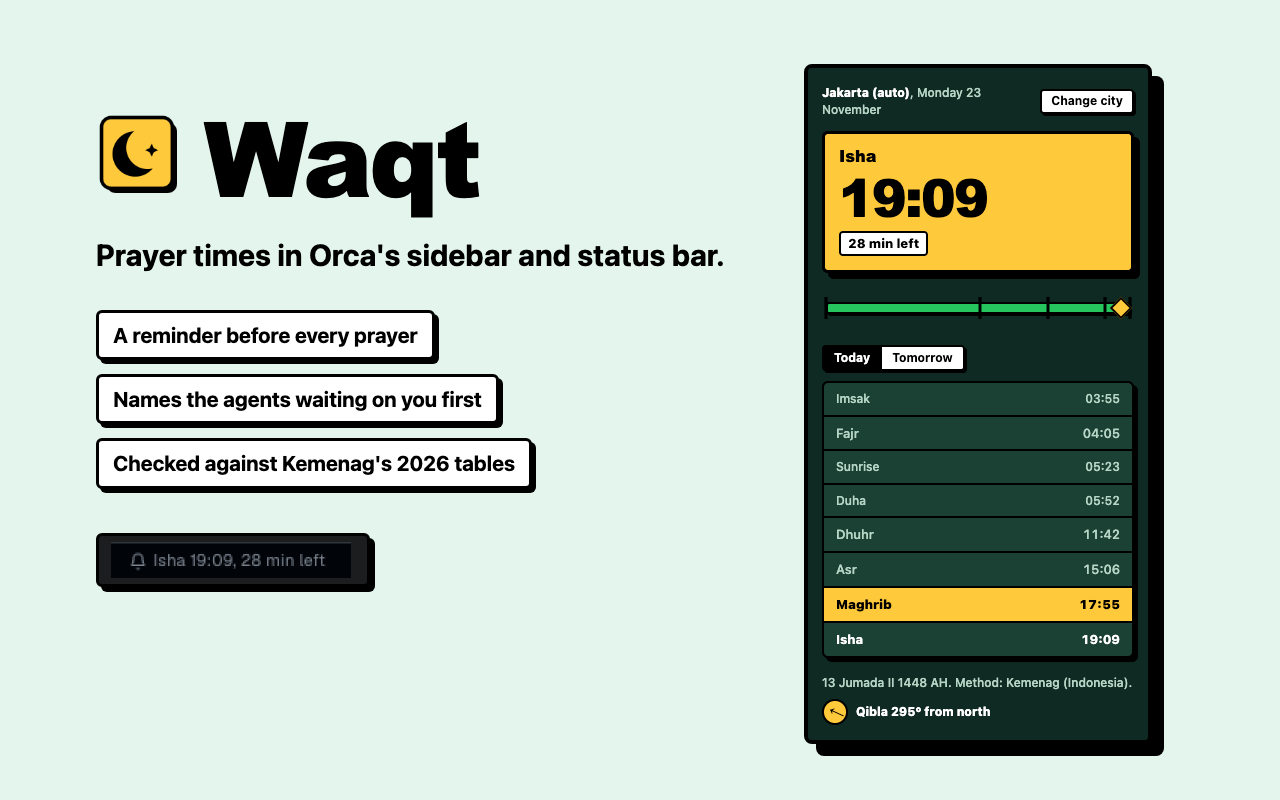 Waqt
Prayer times in Orca's sidebar and status bar.
A reminder before every prayer
Names the agents waiting on you first
Checked against Kemenag's 2026 tables
Isha 19:09, 28 min left
Jakarta (auto), Monday 23
November
Change city
Isha
19:09
28 min left
Today Tomorrow
Imsak 03:55
Fajr 04:05
Sunrise 05:23
Duha 05:52
Dhuhr 11:42
Asr 15:06
Maghrib 17:55
Isha 19:09
13 Jumada II 1448 AH. Method: Kemenag (Indonesia).
Qibla 295° from north